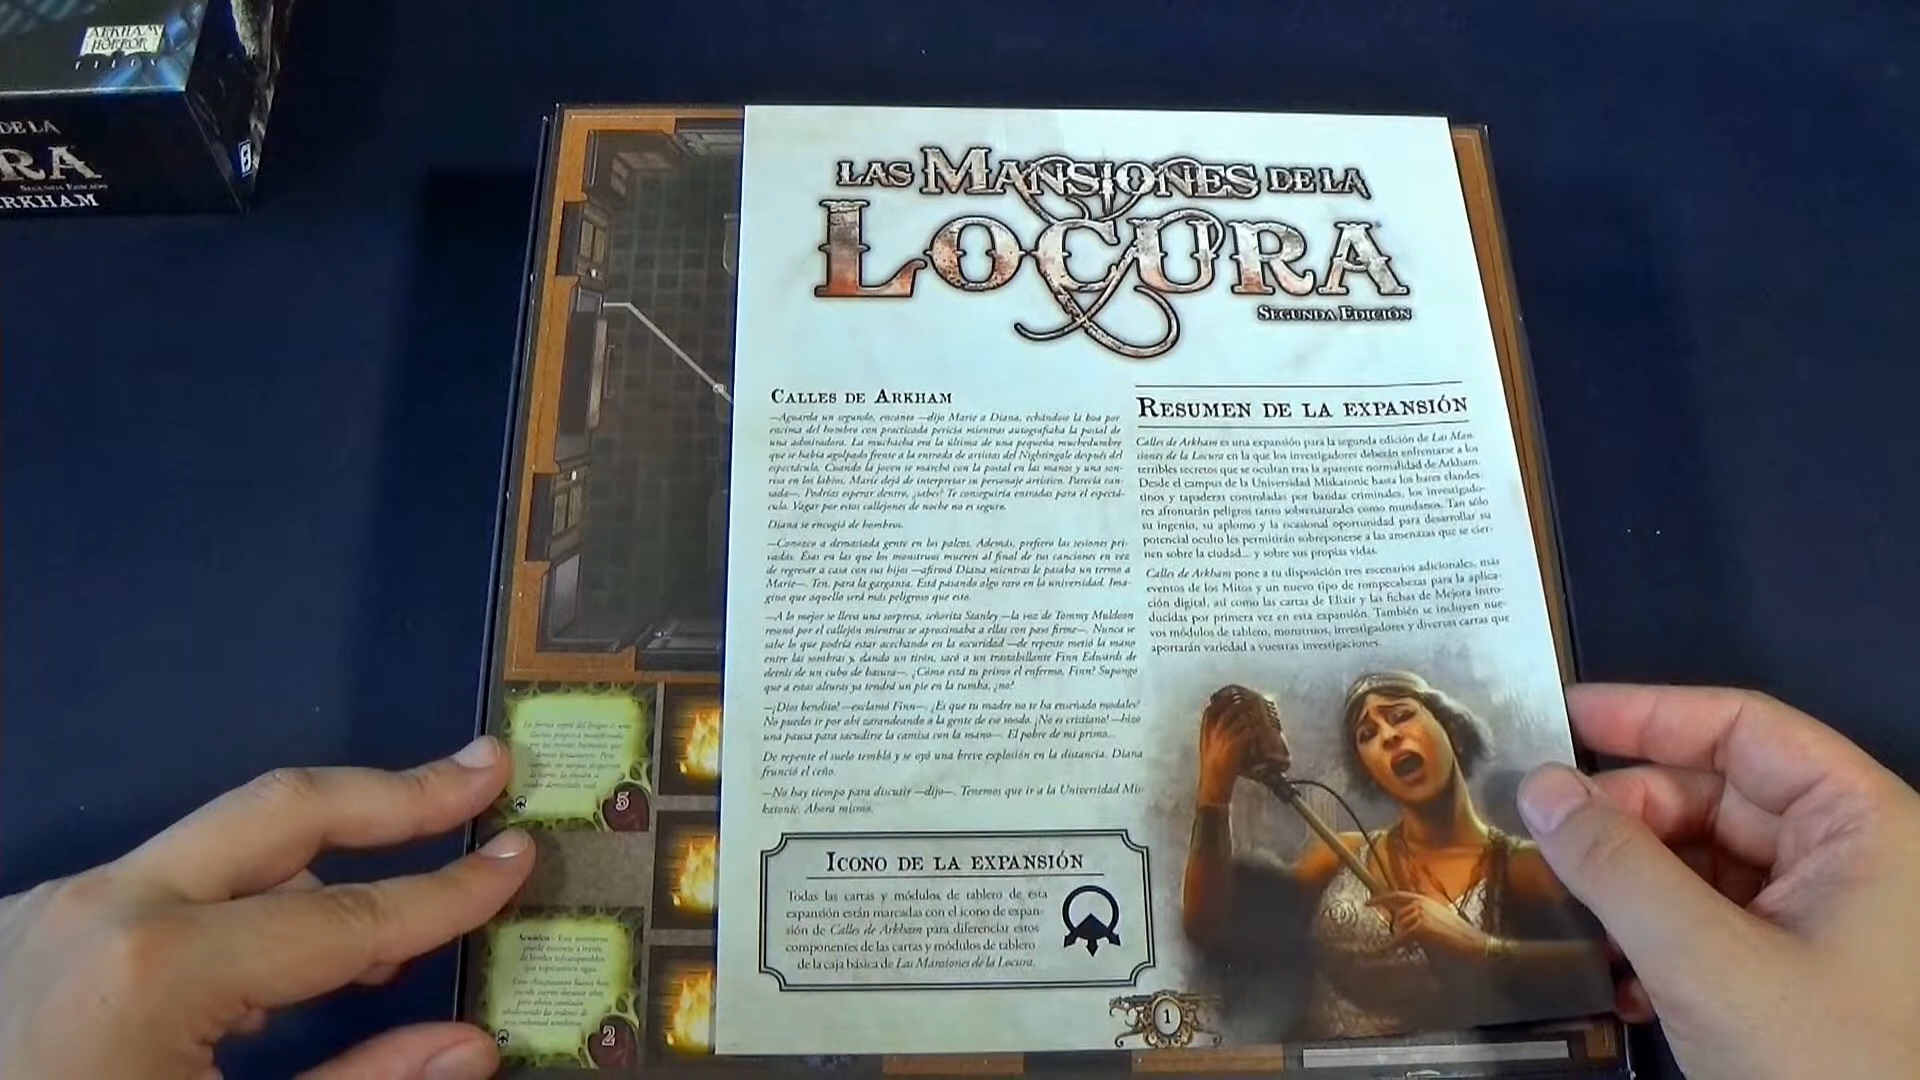 ARKHAM
HORROR
FILES
DE LA
RA
SEGUNDA EDICIÓN
RKHAM
LAS MANSIONES DE LA
LOCURA
SEGUNDA EDICIÓN
CALLES DE ARKHAM
—Aguarda un segundo, encanto —dijo Marie a Diana, echándose la boa por
encima del hombro con practicada pericia mientras autografiaba la postal de
una admiradora. La muchacha era la última de una pequeña muchedumbre
que se había agolpado frente a la entrada de artistas del Nightingale después del
espectáculo. Cuando la joven se marchó con la postal en las manos y una son-
risa en los labios, Marie dejó de interpretar su personaje artístico. Parecía can-
sada—. Podrías esperar dentro, ¿sabes? Te conseguiría entradas para el espectá-
culo. Vagar por estos callejones de noche no es seguro.
Diana se encogió de hombros.
—Conozco a demasiada gente en los palcos. Además, prefiero las sesiones pri-
vadas. Esas en las que los monstruos mueren al final de tus canciones en vez
de regresar a casa con sus hijos —afirmó Diana mientras le pasaba un termo a
Marie—. Ten, para la garganta. Está pasando algo raro en la universidad. Ima-
gino que aquello será más peligroso que esto.
—A lo mejor se lleva una sorpresa, señorita Stanley —la voz de Tommy Muldoon
resonó por el callejón mientras se aproximaba a ellas con paso firme—. Nunca se
sabe lo que podría estar acechando en la oscuridad —de repente metió la mano
entre las sombras y, dando un tirón, sacó a un trastabillante Finn Edwards de
detrás de un cubo de basura—. ¿Cómo está tu primo el enfermo, Finn? Supongo
que a estas alturas ya tendrá un pie en la tumba, ¿no?
—¡Dios bendito! —exclamó Finn—. ¿Es que tu madre no te ha enseñado modales?
No puedes ir por ahí zarandeando a la gente de ese modo. ¡No es cristiano! —hizo
una pausa para sacudirse la camisa con la mano—. El pobre de mi primo...
De repente el suelo tembló y se oyó una breve explosión en la distancia. Diana
frunció el ceño.
—No hay tiempo para discutir —dijo—. Tenemos que ir a la Universidad Mis-
katonic. Ahora mismo.
ICONO DE LA EXPANSIÓN
Todas las cartas y módulos de tablero de esta
expansión están marcadas con el icono de expan-
sión de Calles de Arkham para diferenciar estos
componentes de las cartas y módulos de tablero
de la caja básica de Las Mansiones de la Locura.
RESUMEN DE LA EXPANSIÓN
Calles de Arkham es una expansión para la segunda edición de Las Man-
siones de la Locura en la que los investigadores deberán enfrentarse a los
terribles secretos que se ocultan tras la aparente normalidad de Arkham.
Desde el campus de la Universidad Miskatonic hasta los bares clandes-
tinos y tapaderas controladas por bandas criminales, los investigado-
res afrontarán peligros tanto sobrenaturales como mundanos. Tan sólo
su ingenio, su aplomo y la ocasional oportunidad para desarrollar su
potencial oculto les permitirán sobreponerse a las amenazas que se cier-
nen sobre la ciudad... y sobre sus propias vidas.
Calles de Arkham pone a tu disposición tres escenarios adicionales, más
eventos de los Mitos y un nuevo tipo de rompecabezas para la aplica-
ción digital, así como las cartas de Elixir y las fichas de Mejora intro-
ducidas por primera vez en esta expansión. También se incluyen nue-
vos módulos de tablero, monstruos, investigadores y diversas cartas que
aportarán variedad a vuestras investigaciones.
1
5
2